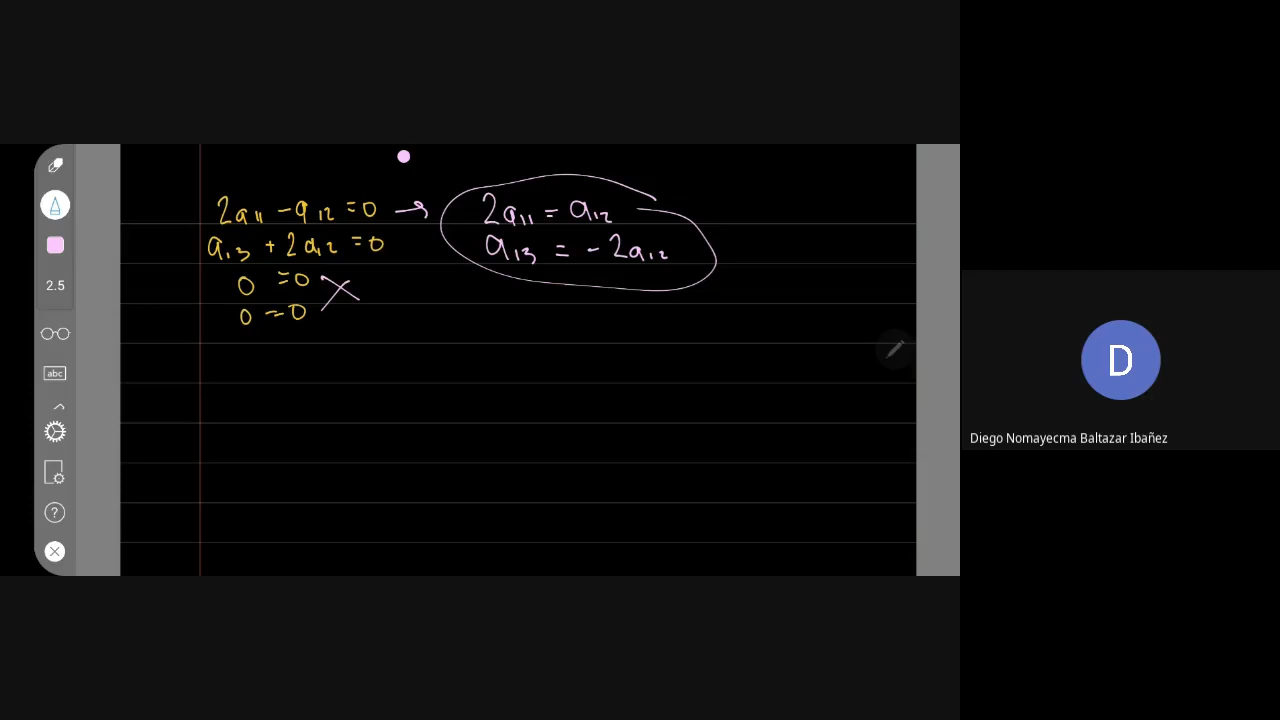 2a₁₁ - a₁₂ = 0 → 2a₁₁ = a₁₂
a₁₃ + 2a₁₂ = 0 a₁₃ = -2a₁₂
0 = 0
0 = 0
2.5
abc
?
D
Diego Nomayecma Baltazar Ibañez